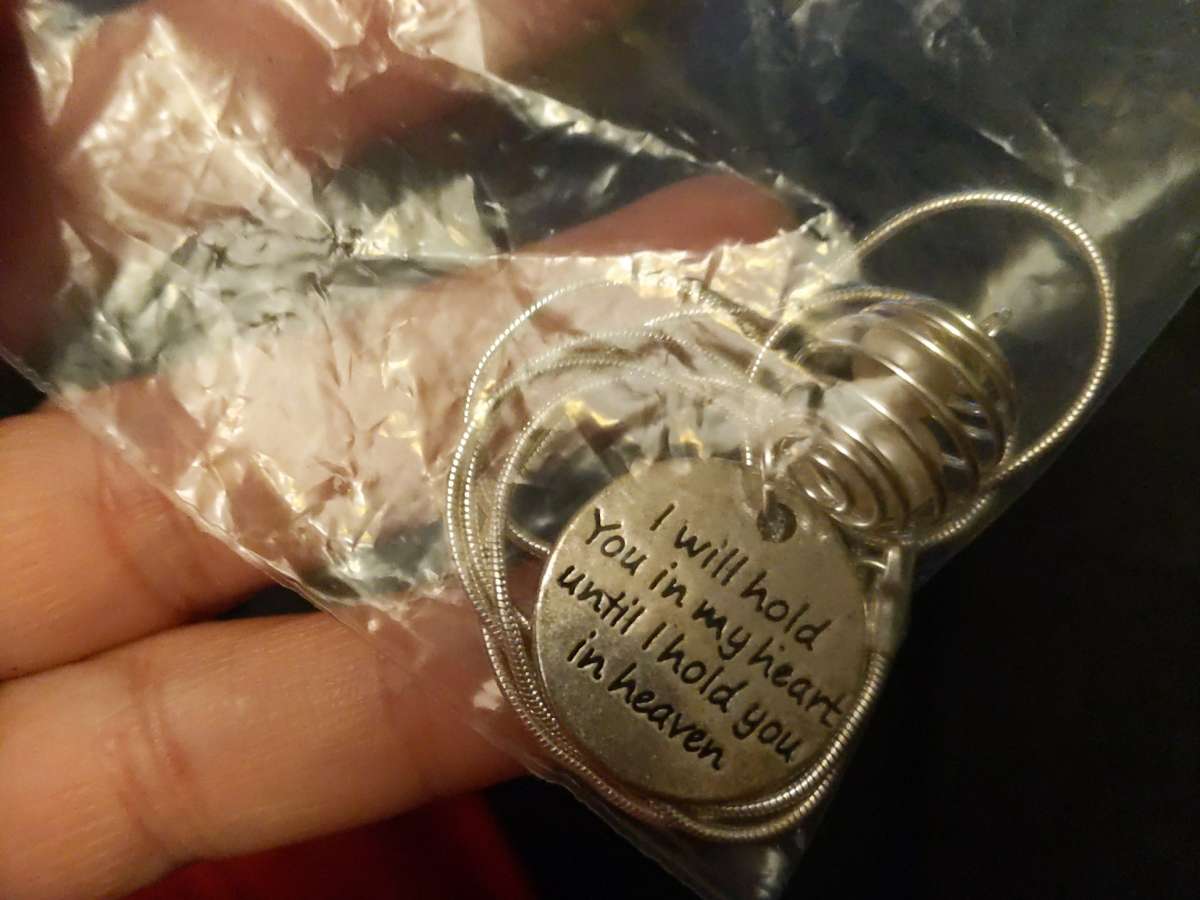 I will hold
You in my heart
until I hold you
in heaven